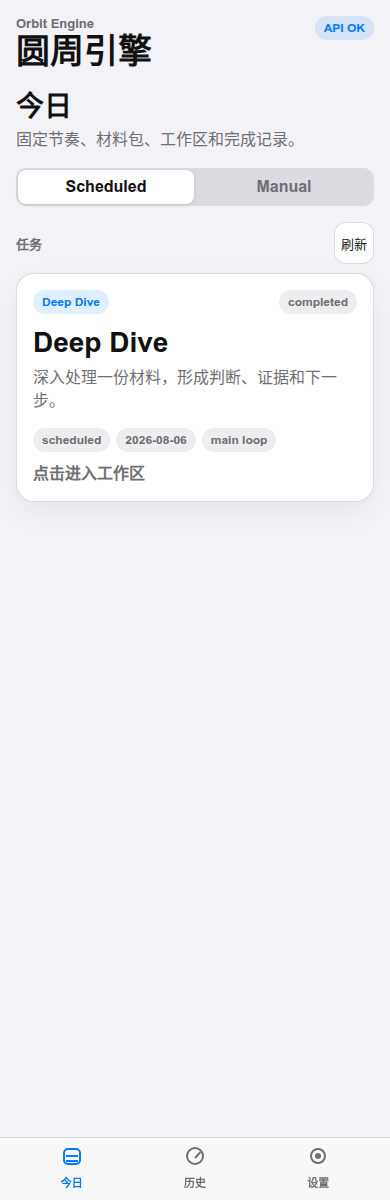 Orbit Engine
圆周引擎
API OK
今日
固定节奏、材料包、工作区和完成记录。
Scheduled
Manual
任务
刷新
Deep Dive
completed
Deep Dive
深入处理一份材料，形成判断、证据和下一
步。
scheduled
2026-08-06
main loop
点击进入工作区
今日
历史
设置